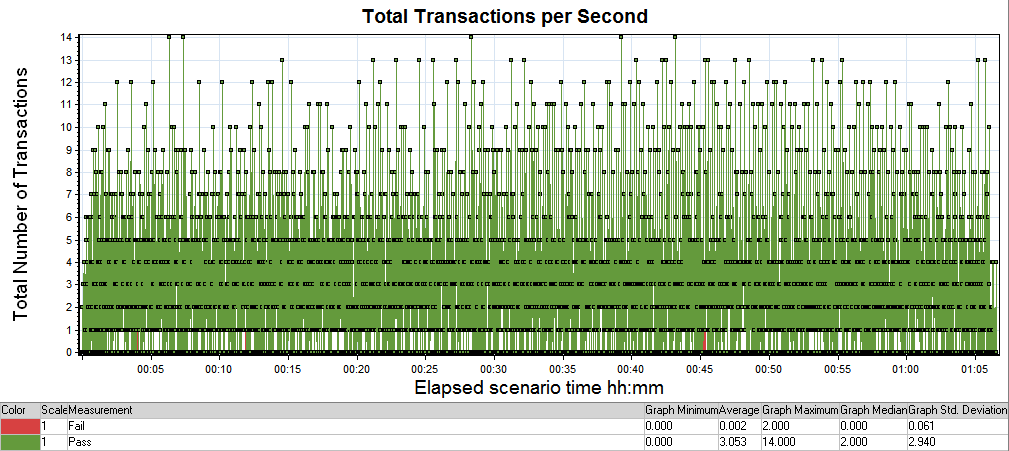 Total Transactions per Second
Total Number of Transactions
14
13
12
11
10
9
8
7
6
5
4
3
2
1
0
00:05 00:10 00:15 00:20 00:25 00:30 00:35 00:40 00:45 00:50 00:55 01:00 01:05
Elapsed scenario time hh:mm
Color Scale Measurement Graph Minimum Average Graph Maximum Graph Median Graph Std. Deviation
1 Fail 0.000 0.002 2.000 0.000 0.061
1 Pass 0.000 3.053 14.000 2.000 2.940